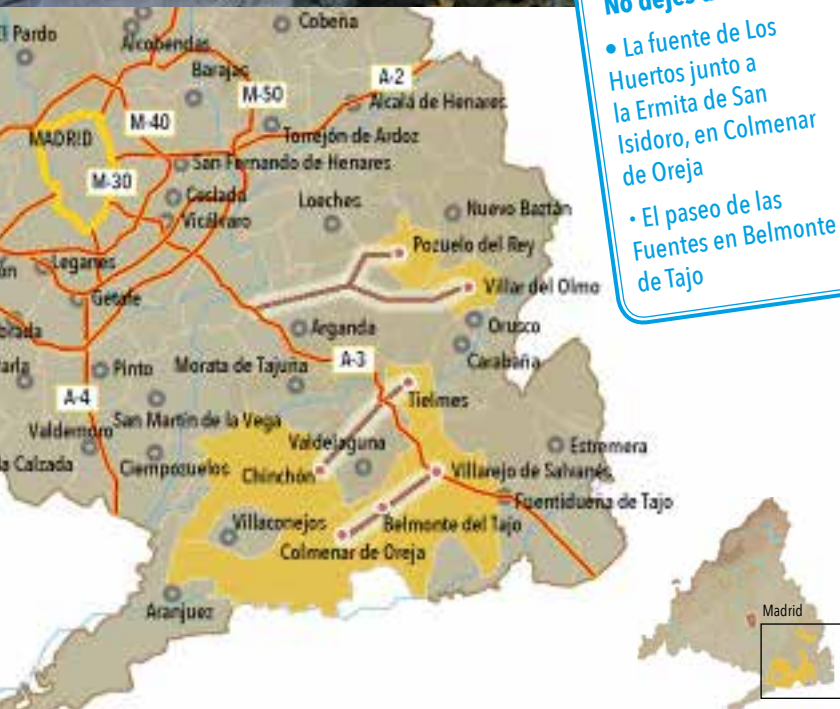 No dejes
• La fuente de Los
Huertos junto a
la Ermita de San
Isidoro, en Colmenar
de Oreja
• El paseo de las
Fuentes en Belmonte
de Tajo
El Pardo
Cobeña
Alcobendas
Barajas
A-2
M-50
Alcalá de Henares
M-40
MADRID
Torrejón de Ardoz
San Fernando de Henares
M-30
Coslada
Loeches
Nuevo Baztán
Vicálvaro
Pozuelo del Rey
Leganés
Villar del Olmo
Getafe
Arganda
Orusco
Carabaña
A-3
Pinto
Morata de Tajuña
A-4
Tielmes
San Martín de la Vega
Valdemoro
Valdelaguna
Estremera
la Calzada
Ciempozuelos
Chinchón
Villarejo de Salvanés
Fuentidueña de Tajo
Villaconejos
Belmonte del Tajo
Colmenar de Oreja
Aranjuez
Madrid